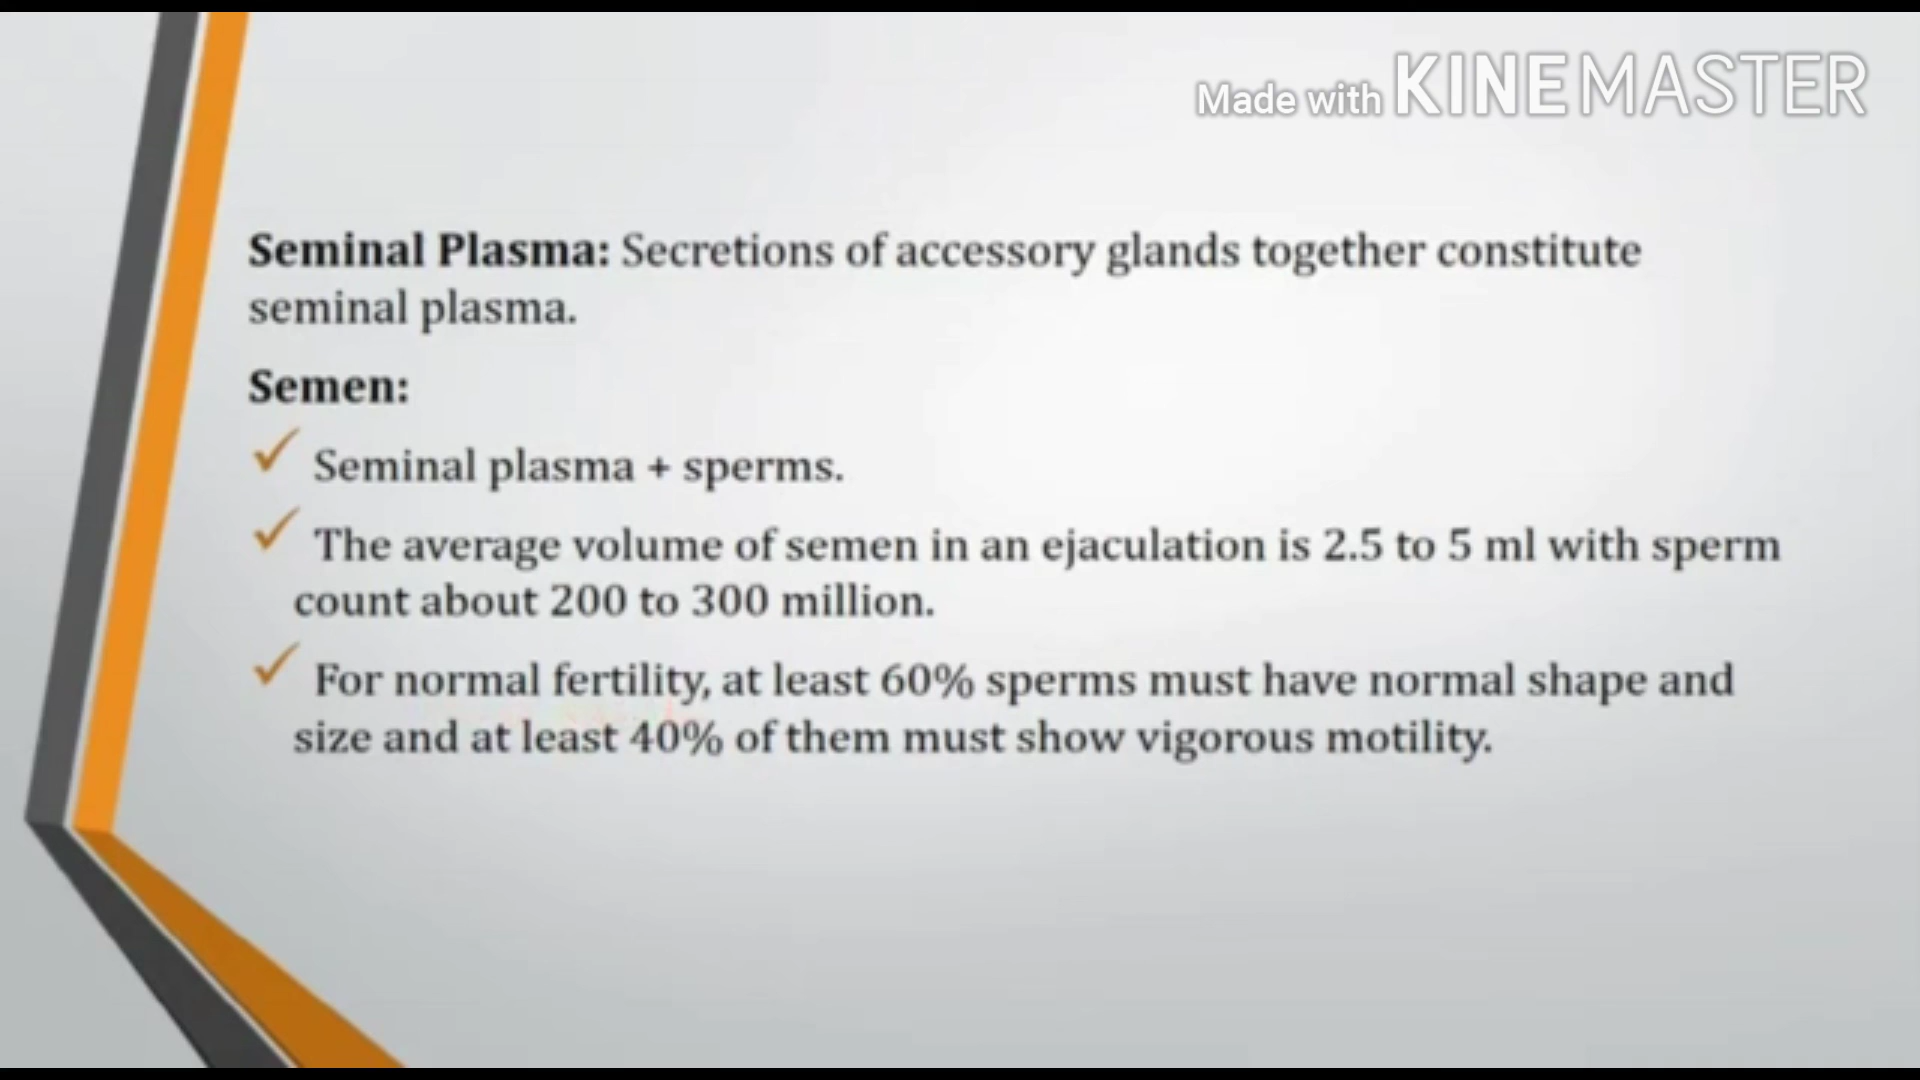 Made with KINEMASTER
Seminal Plasma: Secretions of accessory glands together constitute
seminal plasma.
Semen:
✓ Seminal plasma + sperms.
✓ The average volume of semen in an ejaculation is 2.5 to 5 ml with sperm
count about 200 to 300 million.
✓ For normal fertility, at least 60% sperms must have normal shape and
size and at least 40% of them must show vigorous motility.